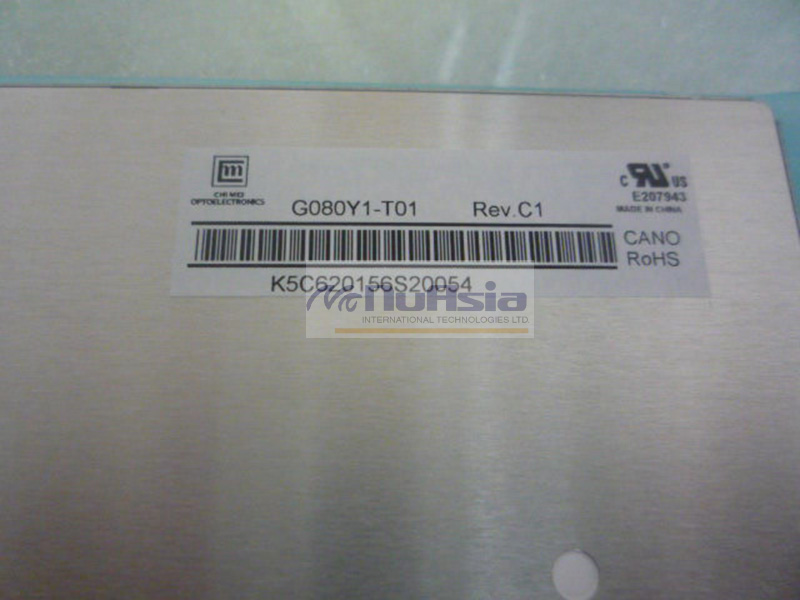 CHI MEI
OPTOELECTRONICS
G080Y1-T01 Rev.C1
c RU US
E207943
MADE IN CHINA
CANO
RoHS
K5C620156S20054
NuAsia
INTERNATIONAL TECHNOLOGIES LTD.